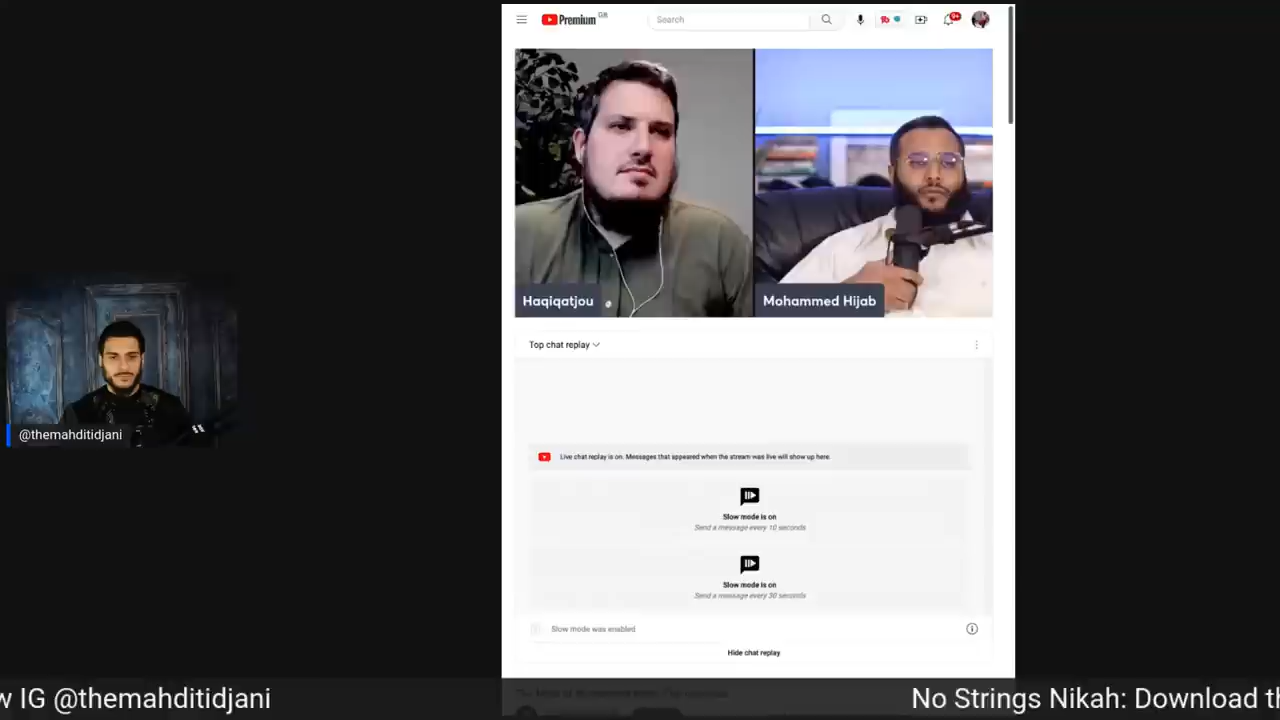 Premium GR
Search
9+
Haqiqatjou
Mohammed Hijab
Top chat replay
Live chat replay is on. Messages that appeared when the stream was live will show up here.
Slow mode is on
Send a message every 10 seconds
Slow mode is on
Send a message every 30 seconds
Slow mode was enabled
Hide chat replay
@themahditidjani
w IG @themahditidjani
No Strings Nikah: Download th